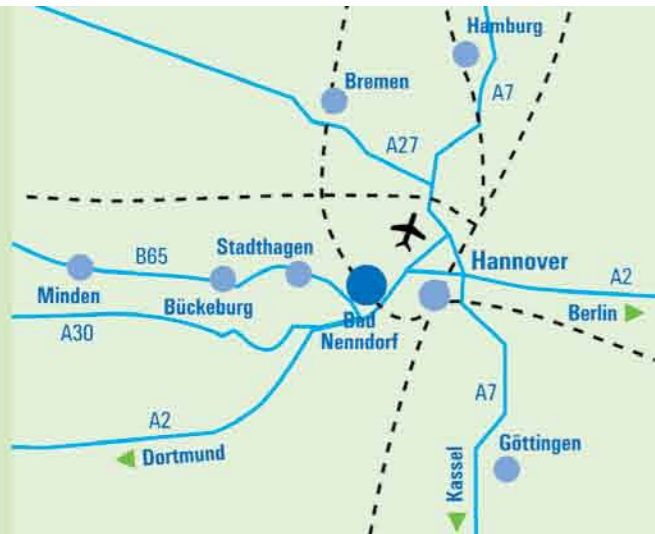 Hamburg
Bremen
A7
A27
Stadthagen
B65
Hannover
A2
Minden
Bückeburg
Berlin
Bad
Nenndorf
A30
A7
A2
Göttingen
Dortmund
Kassel